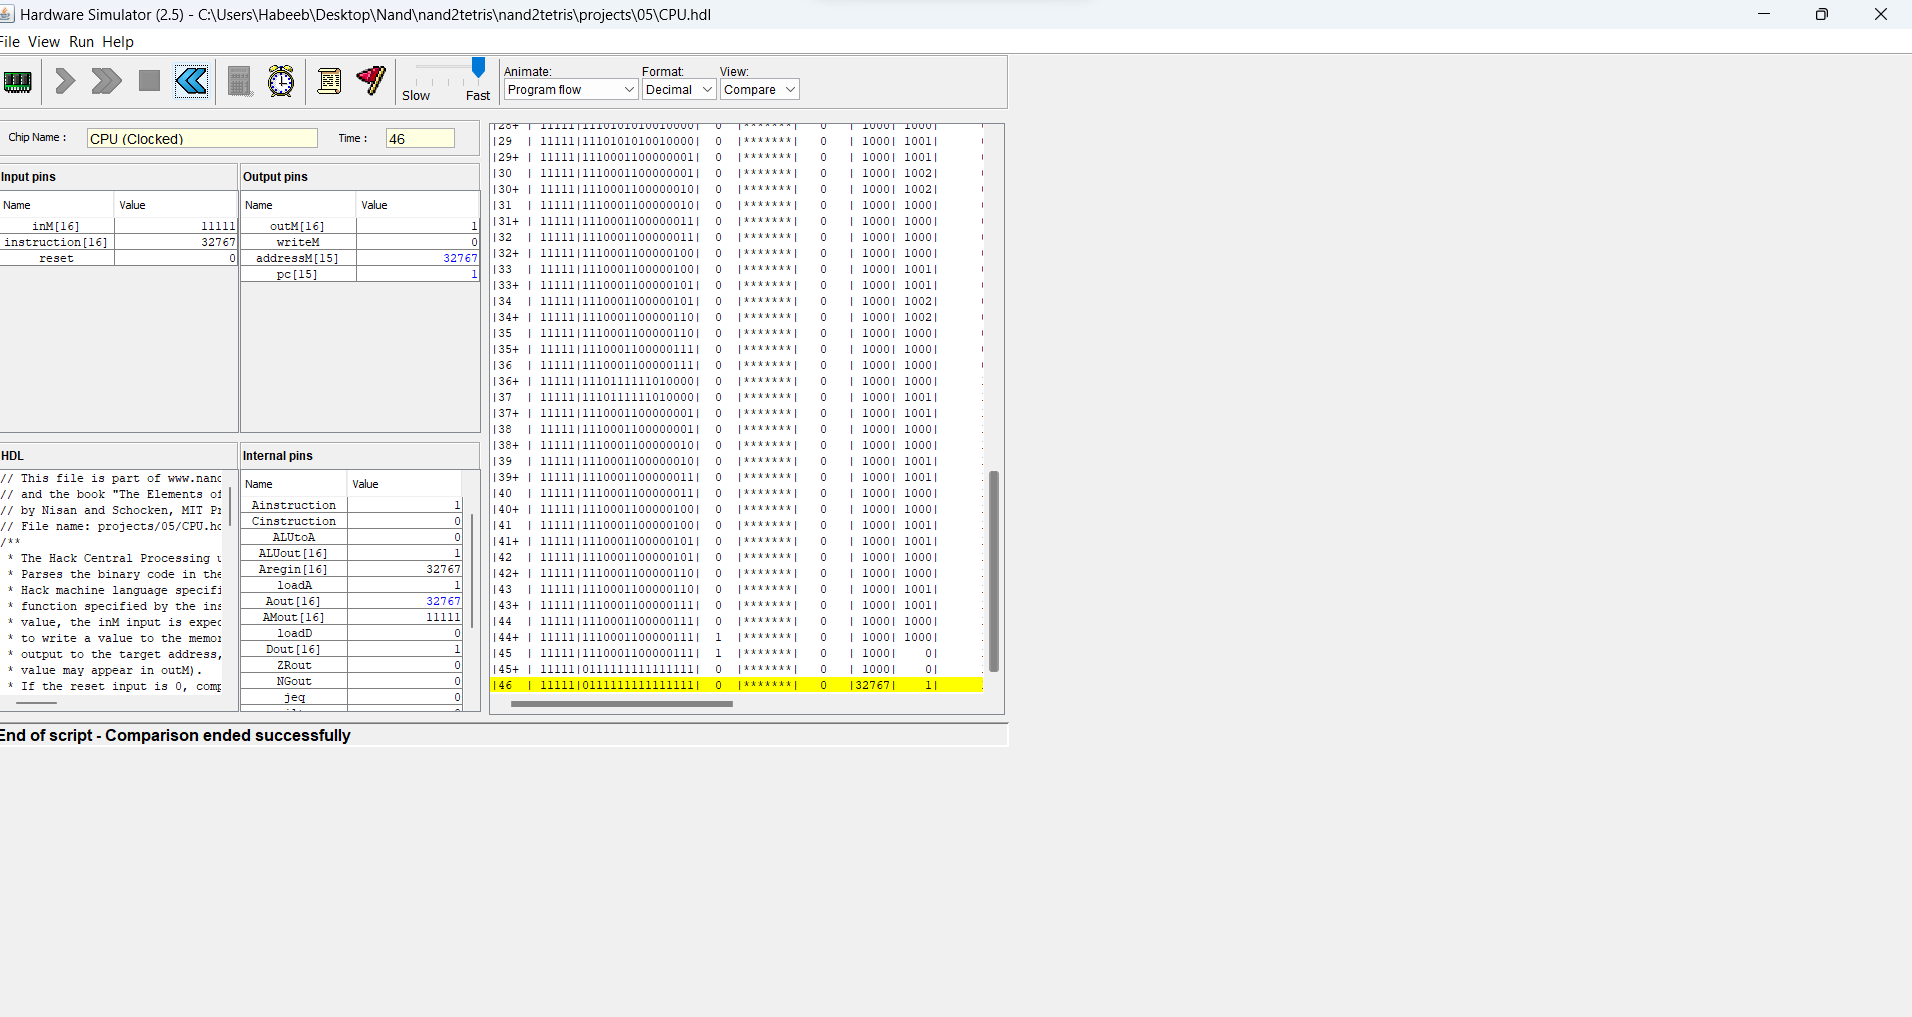 Hardware Simulator (2.5) - C:\Users\Habeeb\Desktop\Nand\nand2tetris\nand2tetris\projects\05\CPU.hdl
File View Run Help
Slow Fast
Animate: Format: View:
Program flow Decimal Compare
Chip Name : CPU (Clocked) Time : 46
Input pins
Name Value
inM[16] 11111
instruction[16] 32767
reset 0
Output pins
Name Value
outM[16] 1
writeM 0
addressM[15] 32767
pc[15] 1
HDL
// This file is part of www.nand
// and the book "The Elements of
// by Nisan and Schocken, MIT Pr
// File name: projects/05/CPU.hd
/**
* The Hack Central Processing u
* Parses the binary code in the
* Hack machine language specifi
* function specified by the ins
* value, the inM input is expec
* to write a value to the memor
* output to the target address,
* value may appear in outM).
* If the reset input is 0, comp
Internal pins
Name Value
Ainstruction 1
Cinstruction 0
ALUtoA 0
ALUout[16] 1
Aregin[16] 32767
loadA 1
Aout[16] 32767
AMout[16] 11111
loadD 0
Dout[16] 1
ZRout 0
NGout 0
jeq 0
|28+ | 11111|1110101010010000| 0 |*******| 0 | 1000| 1000|
|29 | 11111|1110101010010000| 0 |*******| 0 | 1000| 1001|
|29+ | 11111|1110001100000001| 0 |*******| 0 | 1000| 1001|
|30 | 11111|1110001100000001| 0 |*******| 0 | 1000| 1002|
|30+ | 11111|1110001100000010| 0 |*******| 0 | 1000| 1002|
|31 | 11111|1110001100000010| 0 |*******| 0 | 1000| 1000|
|31+ | 11111|1110001100000011| 0 |*******| 0 | 1000| 1000|
|32 | 11111|1110001100000011| 0 |*******| 0 | 1000| 1000|
|32+ | 11111|1110001100000100| 0 |*******| 0 | 1000| 1000|
|33 | 11111|1110001100000100| 0 |*******| 0 | 1000| 1001|
|33+ | 11111|1110001100000101| 0 |*******| 0 | 1000| 1001|
|34 | 11111|1110001100000101| 0 |*******| 0 | 1000| 1002|
|34+ | 11111|1110001100000110| 0 |*******| 0 | 1000| 1002|
|35 | 11111|1110001100000110| 0 |*******| 0 | 1000| 1000|
|35+ | 11111|1110001100000111| 0 |*******| 0 | 1000| 1000|
|36 | 11111|1110001100000111| 0 |*******| 0 | 1000| 1000|
|36+ | 11111|1110111111010000| 0 |*******| 0 | 1000| 1000|
|37 | 11111|1110111111010000| 0 |*******| 0 | 1000| 1001|
|37+ | 11111|1110001100000001| 0 |*******| 0 | 1000| 1001|
|38 | 11111|1110001100000001| 0 |*******| 0 | 1000| 1000|
|38+ | 11111|1110001100000010| 0 |*******| 0 | 1000| 1000|
|39 | 11111|1110001100000010| 0 |*******| 0 | 1000| 1001|
|39+ | 11111|1110001100000011| 0 |*******| 0 | 1000| 1001|
|40 | 11111|1110001100000011| 0 |*******| 0 | 1000| 1000|
|40+ | 11111|1110001100000100| 0 |*******| 0 | 1000| 1000|
|41 | 11111|1110001100000100| 0 |*******| 0 | 1000| 1001|
|41+ | 11111|1110001100000101| 0 |*******| 0 | 1000| 1001|
|42 | 11111|1110001100000101| 0 |*******| 0 | 1000| 1000|
|42+ | 11111|1110001100000110| 0 |*******| 0 | 1000| 1000|
|43 | 11111|1110001100000110| 0 |*******| 0 | 1000| 1001|
|43+ | 11111|1110001100000111| 0 |*******| 0 | 1000| 1001|
|44 | 11111|1110001100000111| 0 |*******| 0 | 1000| 1000|
|44+ | 11111|1110001100000111| 1 |*******| 0 | 1000| 1000|
|45 | 11111|1110001100000111| 1 |*******| 0 | 1000| 0|
|45+ | 11111|0111111111111111| 0 |*******| 0 | 1000| 0|
|46 | 11111|0111111111111111| 0 |*******| 0 |32767| 1|
End of script - Comparison ended successfully